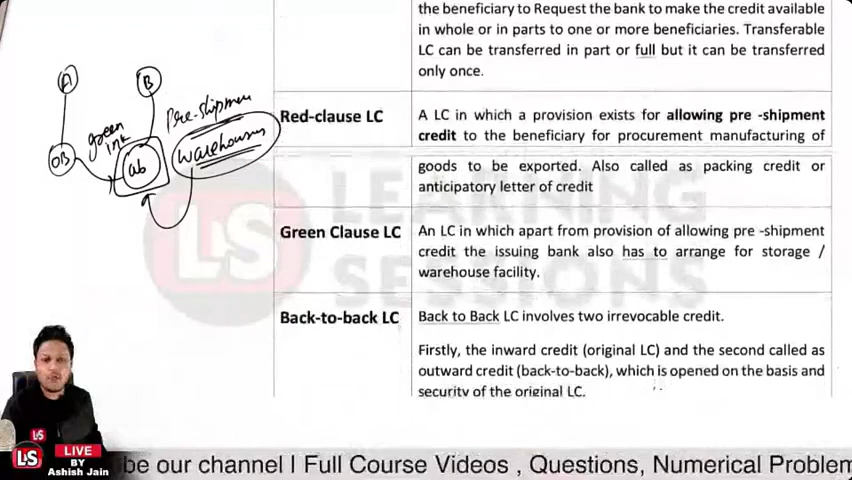 the beneficiary to Request the bank to make the credit available
in whole or in parts to one or more beneficiaries. Transferable
LC can be transferred in part or full but it can be transferred
only once.
A
B
green
ink
Pre-shipmen
warehousing
OB
ab
Red-clause LC
A LC in which a provision exists for allowing pre -shipment
credit to the beneficiary for procurement manufacturing of
goods to be exported. Also called as packing credit or
anticipatory letter of credit
Green Clause LC
An LC in which apart from provision of allowing pre -shipment
credit the issuing bank also has to arrange for storage /
warehouse facility.
Back-to-back LC
Back to Back LC involves two irrevocable credit.
Firstly, the inward credit (original LC) and the second called as
outward credit (back-to-back), which is opened on the basis and
security of the original LC.
LS LEARNING
SESSIONS
LS
LS
LIVE
BY
Ashish Jain
be our channel I Full Course Videos , Questions, Numerical Problem